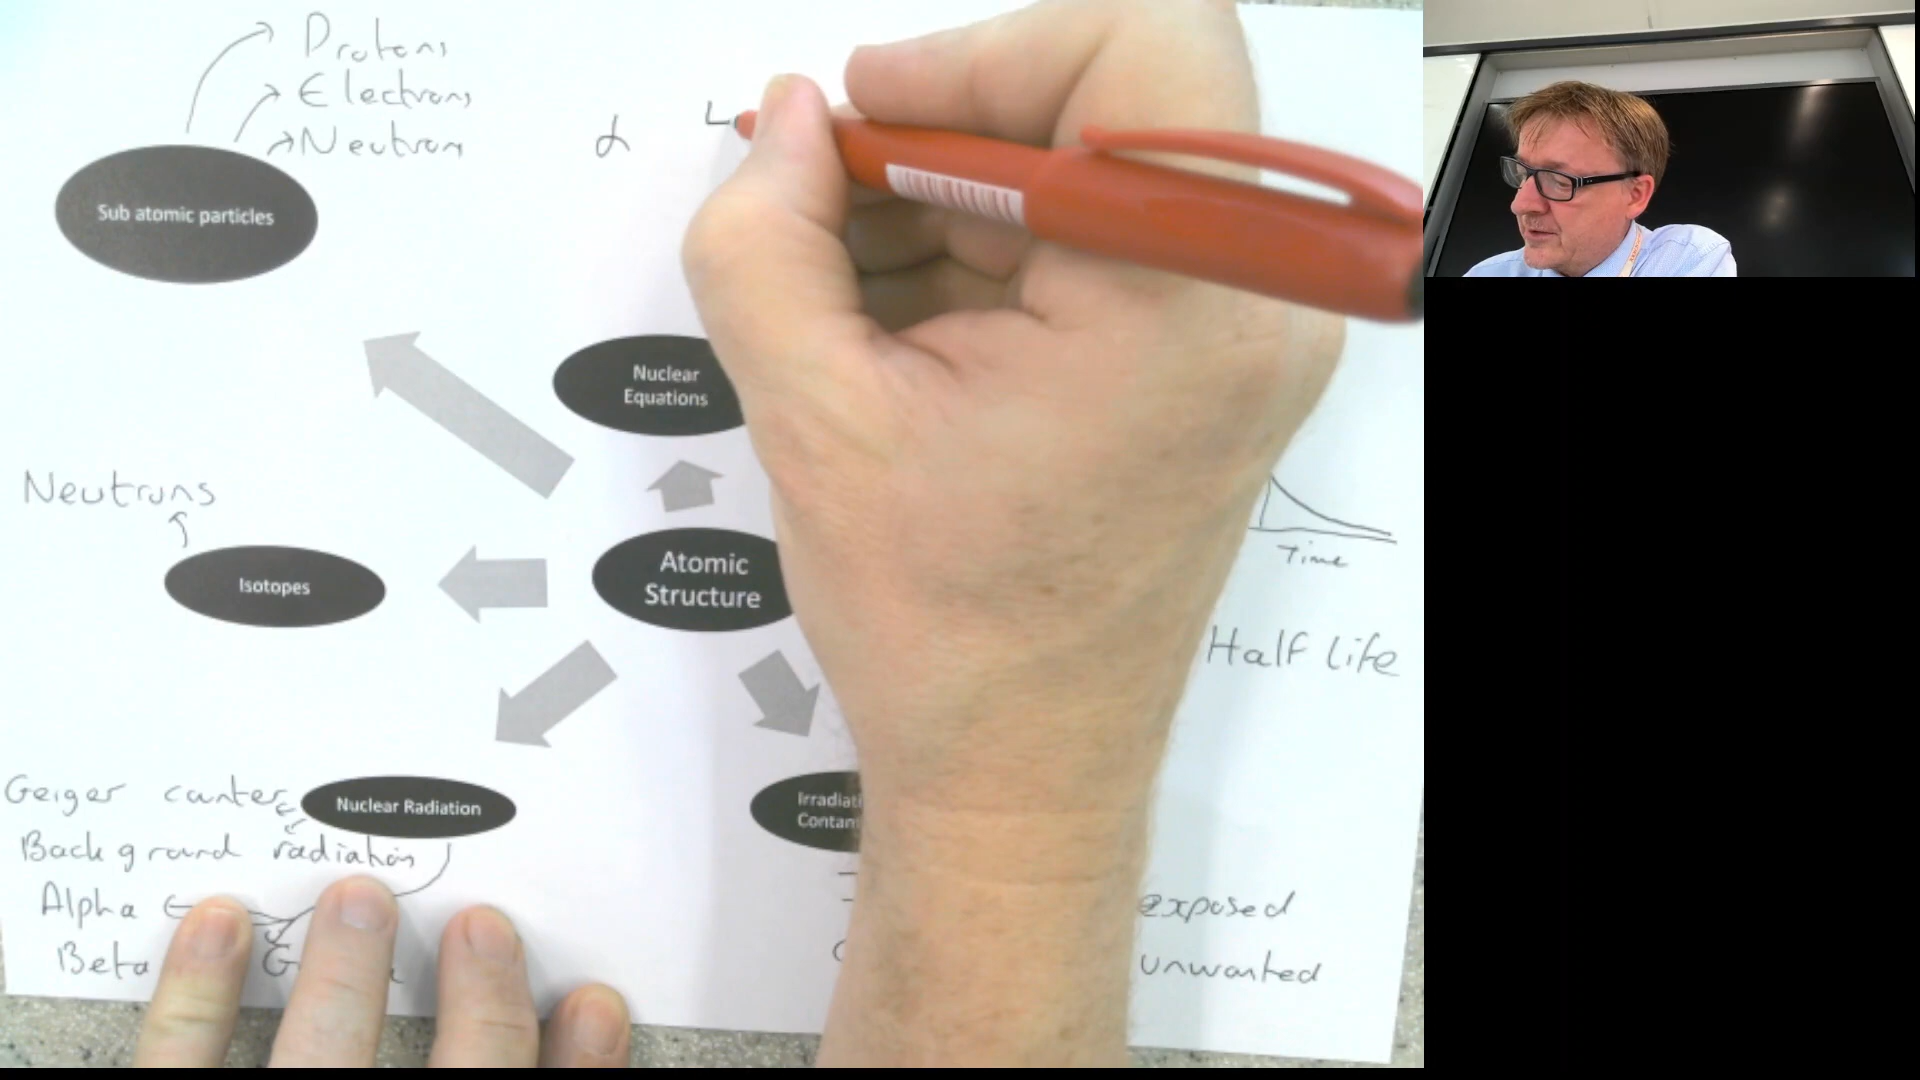 Protons
Electrons
Neutrons
Sub atomic particles
α
Nuclear
Equations
Neutrons
Isotopes
Atomic
Structure
Time
Half life
Geiger counter
Nuclear Radiation
Background radiation
Alpha
Beta
exposed
unwanted